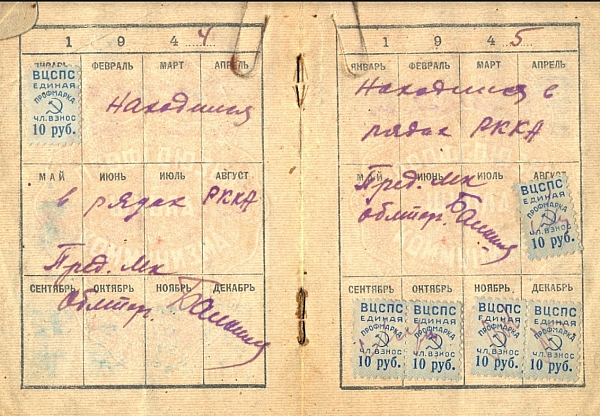 1 9 4 4
ЯНВАРЬ ФЕВРАЛЬ МАРТ АПРЕЛЬ
ВЦСПС
ЕДИНАЯ
ПРОФМАРКА
ЧЛ. ВЗНОС
10 руб.
Находился
МАЙ ИЮНЬ ИЮЛЬ АВГУСТ
в рядах РККА
Пред. МК
СЕНТЯБРЬ ОКТЯБРЬ НОЯБРЬ ДЕКАБРЬ
1 9 4 5
ЯНВАРЬ ФЕВРАЛЬ МАРТ АПРЕЛЬ
Находился в
рядах РККА
МАЙ ИЮНЬ ИЮЛЬ АВГУСТ
Пред. МК
ВЦСПС
ЕДИНАЯ
ПРОФМАРКА
ЧЛ. ВЗНОС
10 руб.
СЕНТЯБРЬ ОКТЯБРЬ НОЯБРЬ ДЕКАБРЬ
ВЦСПС ВЦСПС ВЦСПС ВЦСПС
ЕДИНАЯ ЕДИНАЯ ЕДИНАЯ ЕДИНАЯ
ПРОФМАРКА ПРОФМАРКА ПРОФМАРКА ПРОФМАРКА
ЧЛ. ВЗНОС ЧЛ. ВЗНОС ЧЛ. ВЗНОС ЧЛ. ВЗНОС
10 руб. 10 руб. 10 руб. 10 руб.